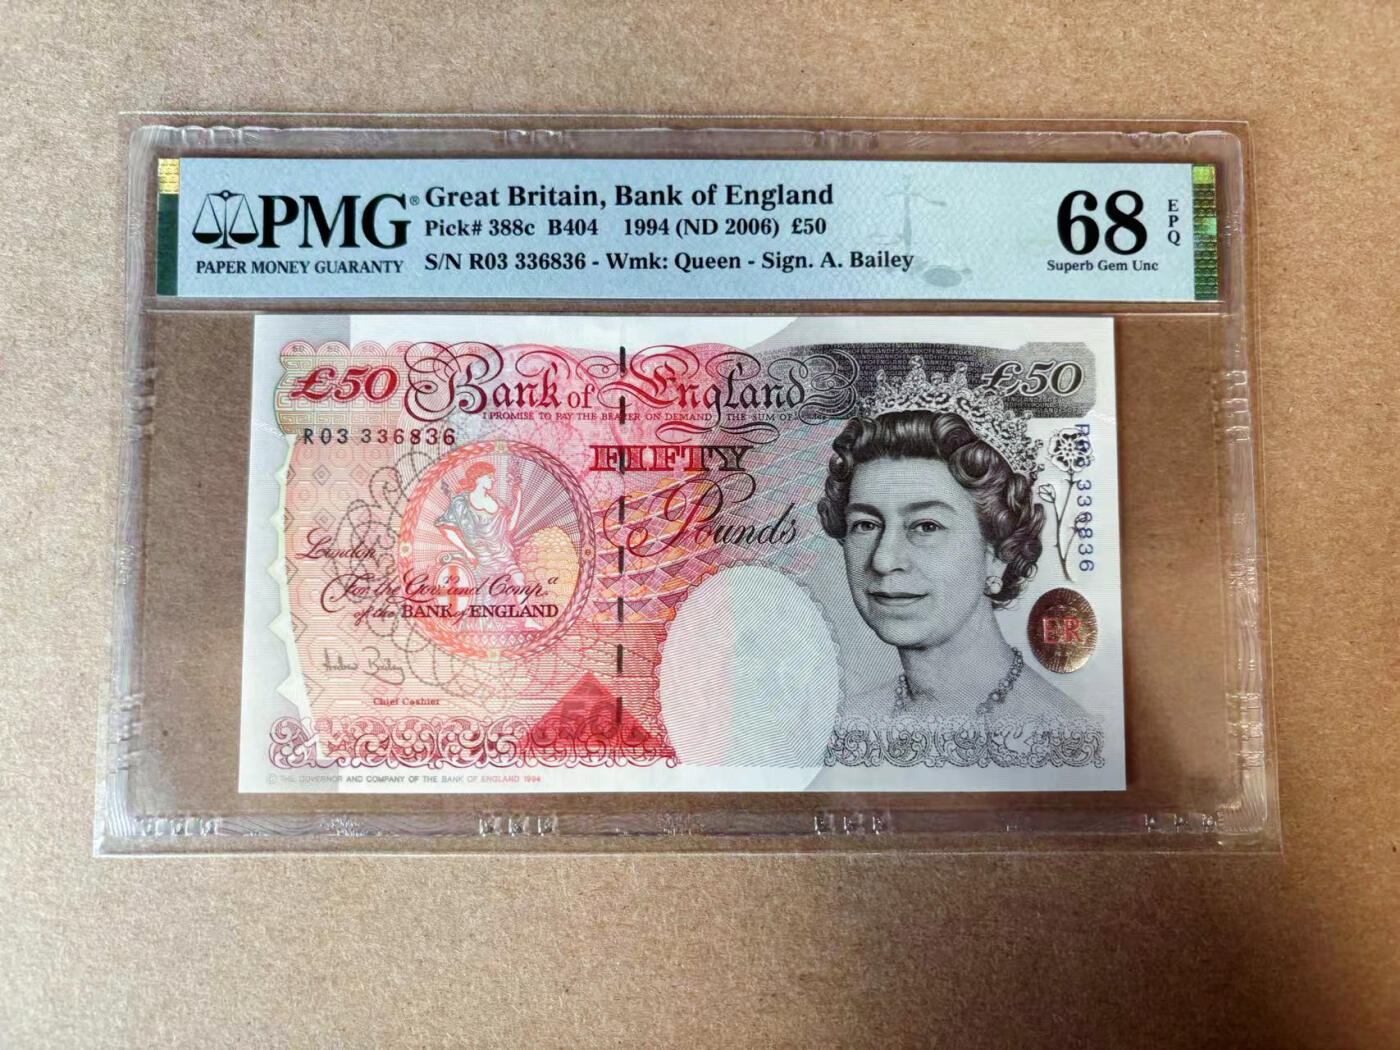 PMG®
PAPER MONEY GUARANTY
Great Britain, Bank of England
Pick# 388c B404 1994 (ND 2006) £50
S/N R03 336836 - Wmk: Queen - Sign. A. Bailey
68
EPQ
Superb Gem Unc
£50
Bank of England
£50
I PROMISE TO PAY THE BEARER ON DEMAND THE SUM OF
R03 336836
R03 336836
FIFTY
Pounds
London
For the Govr. and Compa.
of the BANK of ENGLAND
Andrew Bailey
Chief Cashier
ER
50
© THE GOVERNOR AND COMPANY OF THE BANK OF ENGLAND 1994